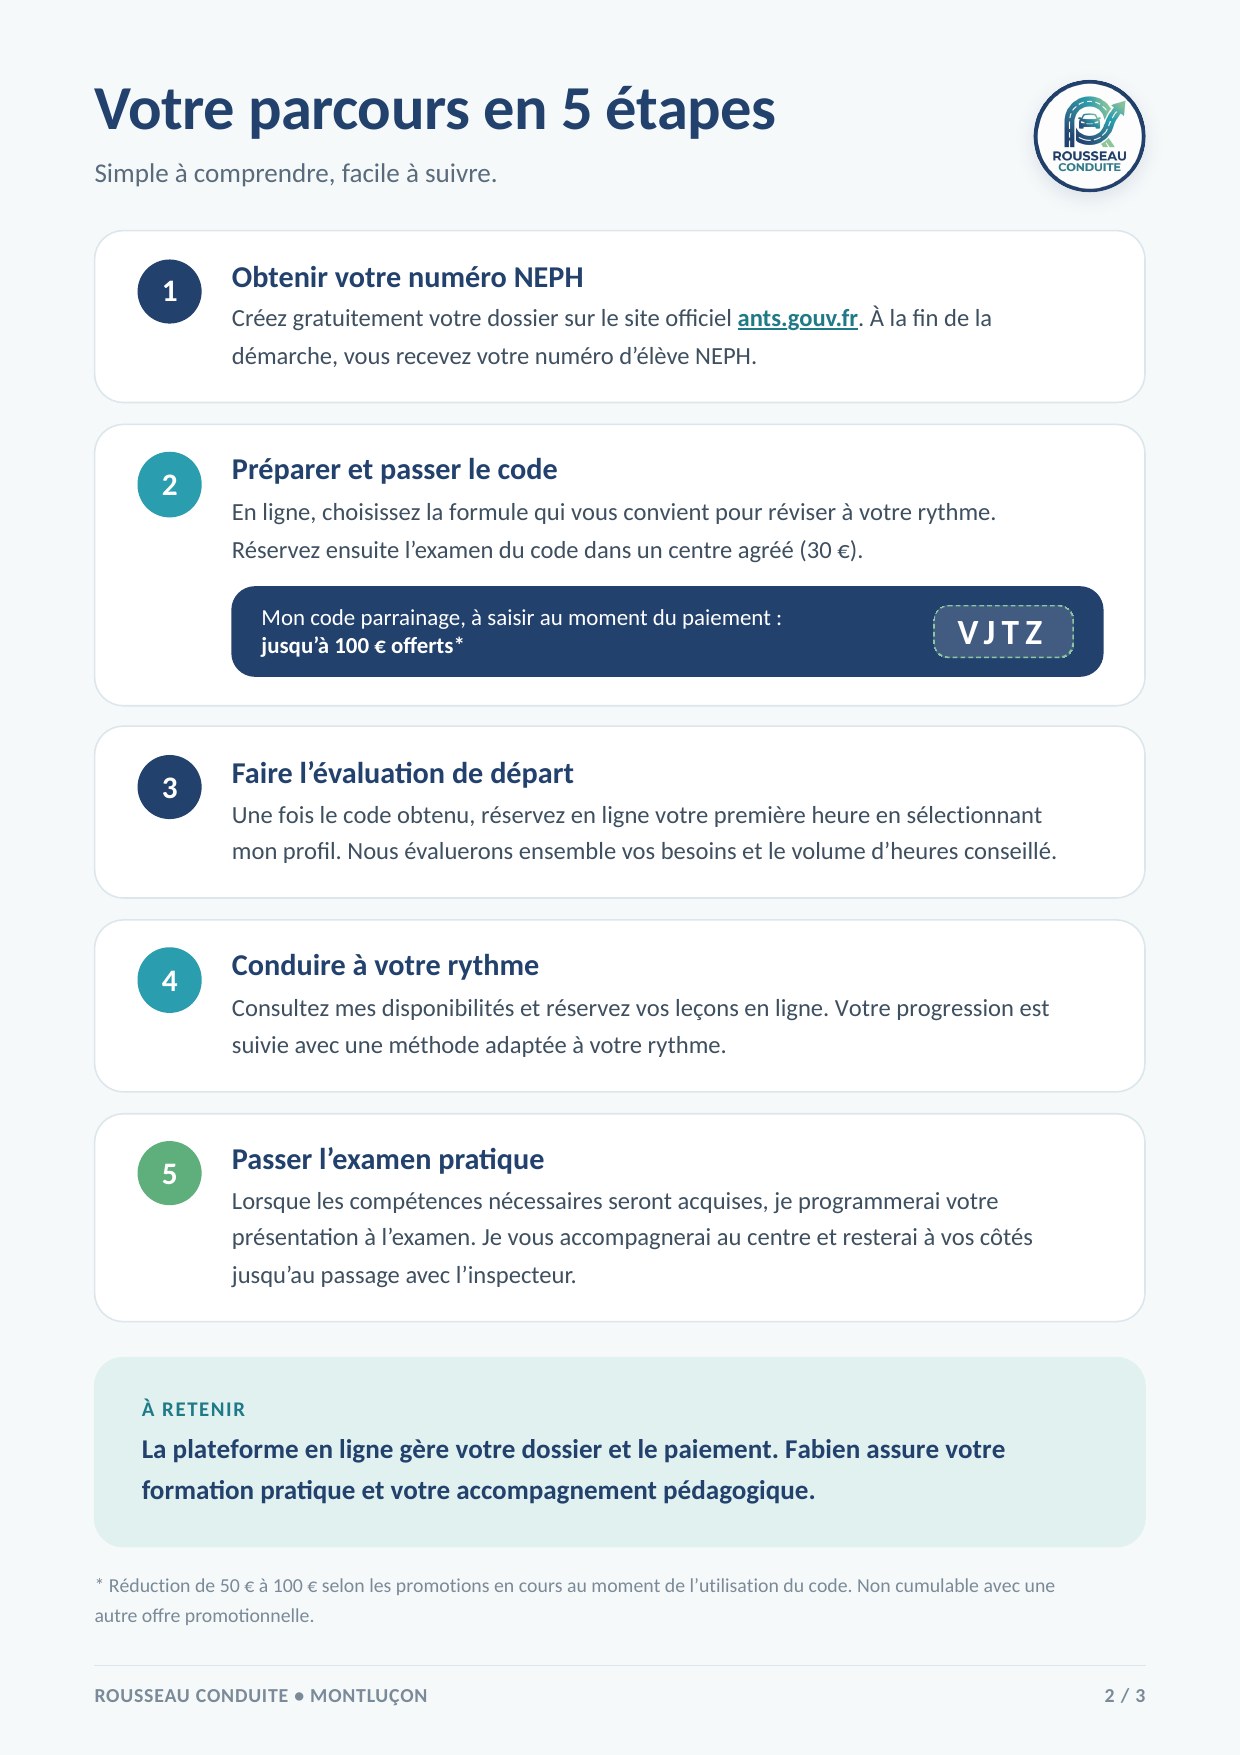 Votre parcours en 5 étapes
Simple à comprendre, facile à suivre.
ROUSSEAU
CONDUITE
1
Obtenir votre numéro NEPH
Créez gratuitement votre dossier sur le site officiel ants.gouv.fr. À la fin de la
démarche, vous recevez votre numéro d’élève NEPH.
2
Préparer et passer le code
En ligne, choisissez la formule qui vous convient pour réviser à votre rythme.
Réservez ensuite l’examen du code dans un centre agréé (30 €).
Mon code parrainage, à saisir au moment du paiement :
jusqu’à 100 € offerts*
VJTZ
3
Faire l’évaluation de départ
Une fois le code obtenu, réservez en ligne votre première heure en sélectionnant
mon profil. Nous évaluerons ensemble vos besoins et le volume d’heures conseillé.
4
Conduire à votre rythme
Consultez mes disponibilités et réservez vos leçons en ligne. Votre progression est
suivie avec une méthode adaptée à votre rythme.
5
Passer l’examen pratique
Lorsque les compétences nécessaires seront acquises, je programmerai votre
présentation à l’examen. Je vous accompagnerai au centre et resterai à vos côtés
jusqu’au passage avec l’inspecteur.
À RETENIR
La plateforme en ligne gère votre dossier et le paiement. Fabien assure votre
formation pratique et votre accompagnement pédagogique.
* Réduction de 50 € à 100 € selon les promotions en cours au moment de l’utilisation du code. Non cumulable avec une
autre offre promotionnelle.
ROUSSEAU CONDUITE • MONTLUÇON
2 / 3